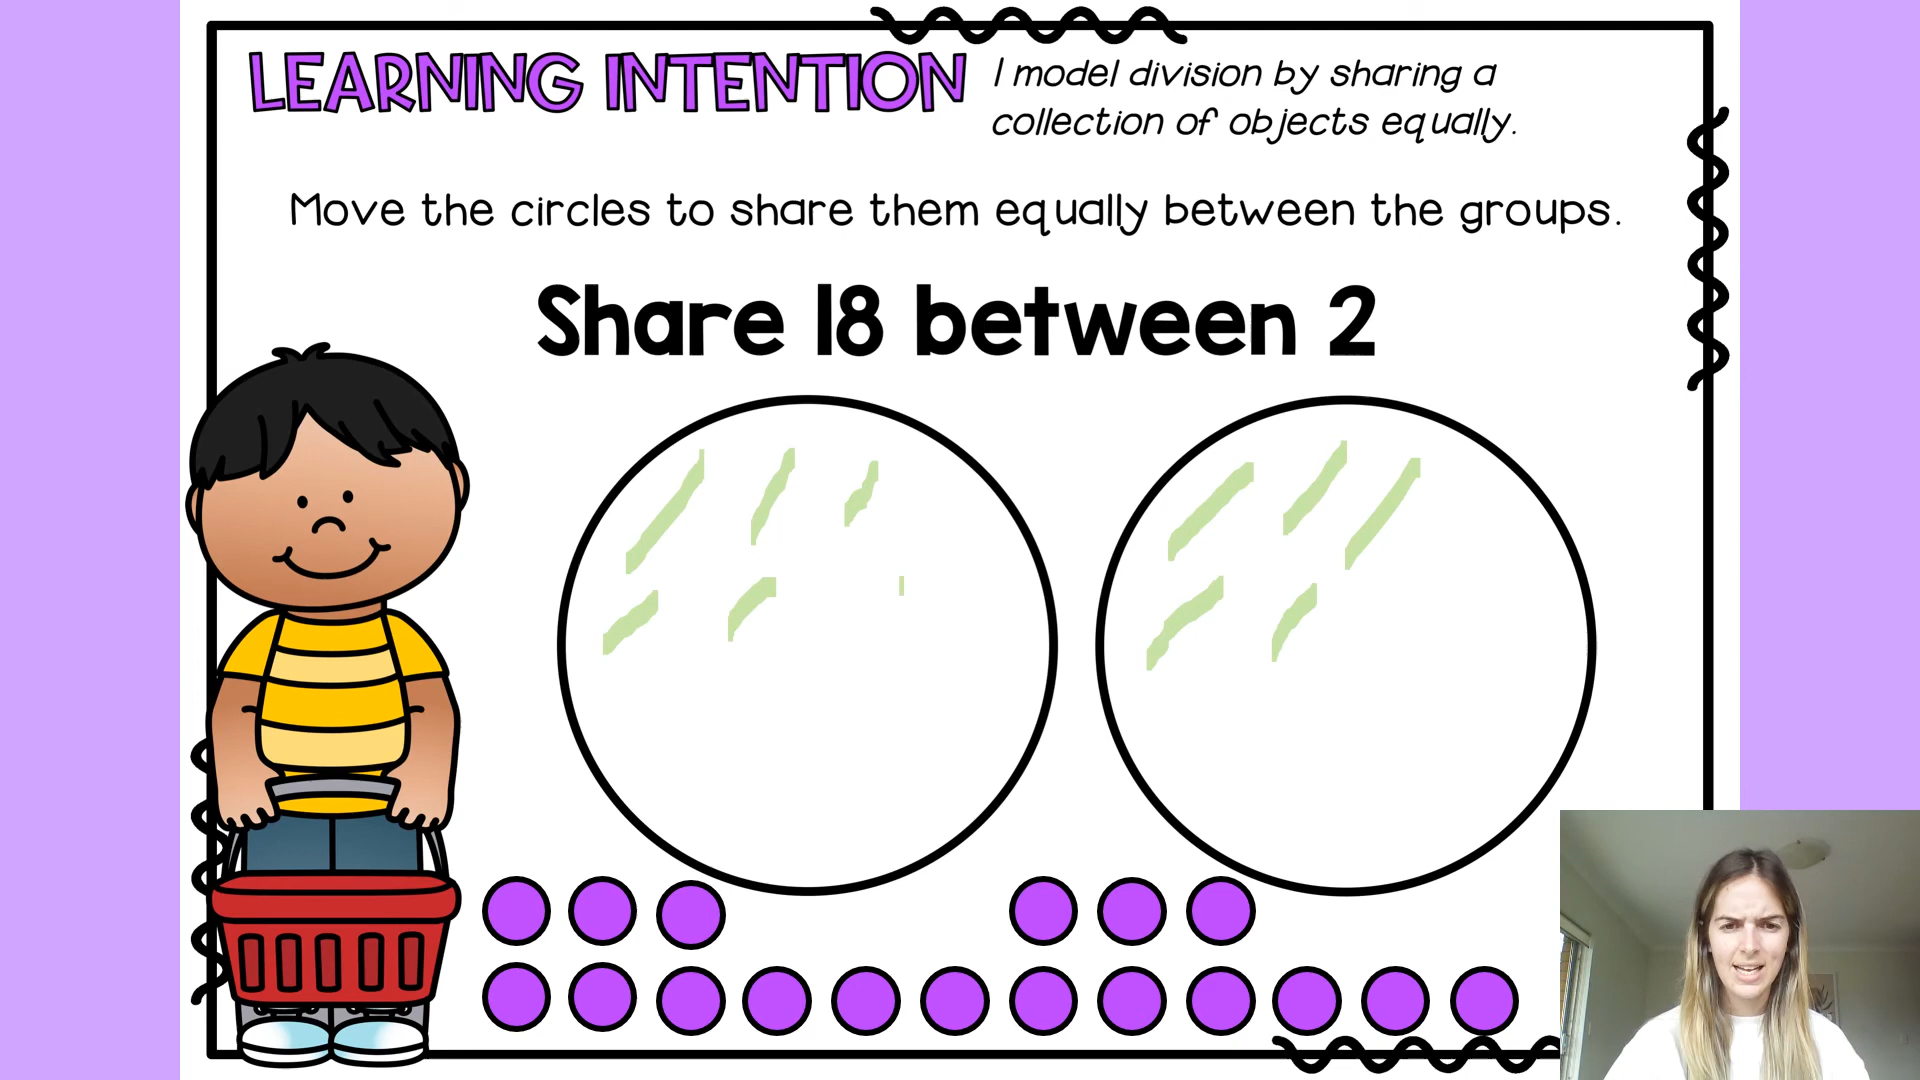 LEARNING INTENTION
I model division by sharing a
collection of objects equally.
Move the circles to share them equally between the groups.
Share 18 between 2